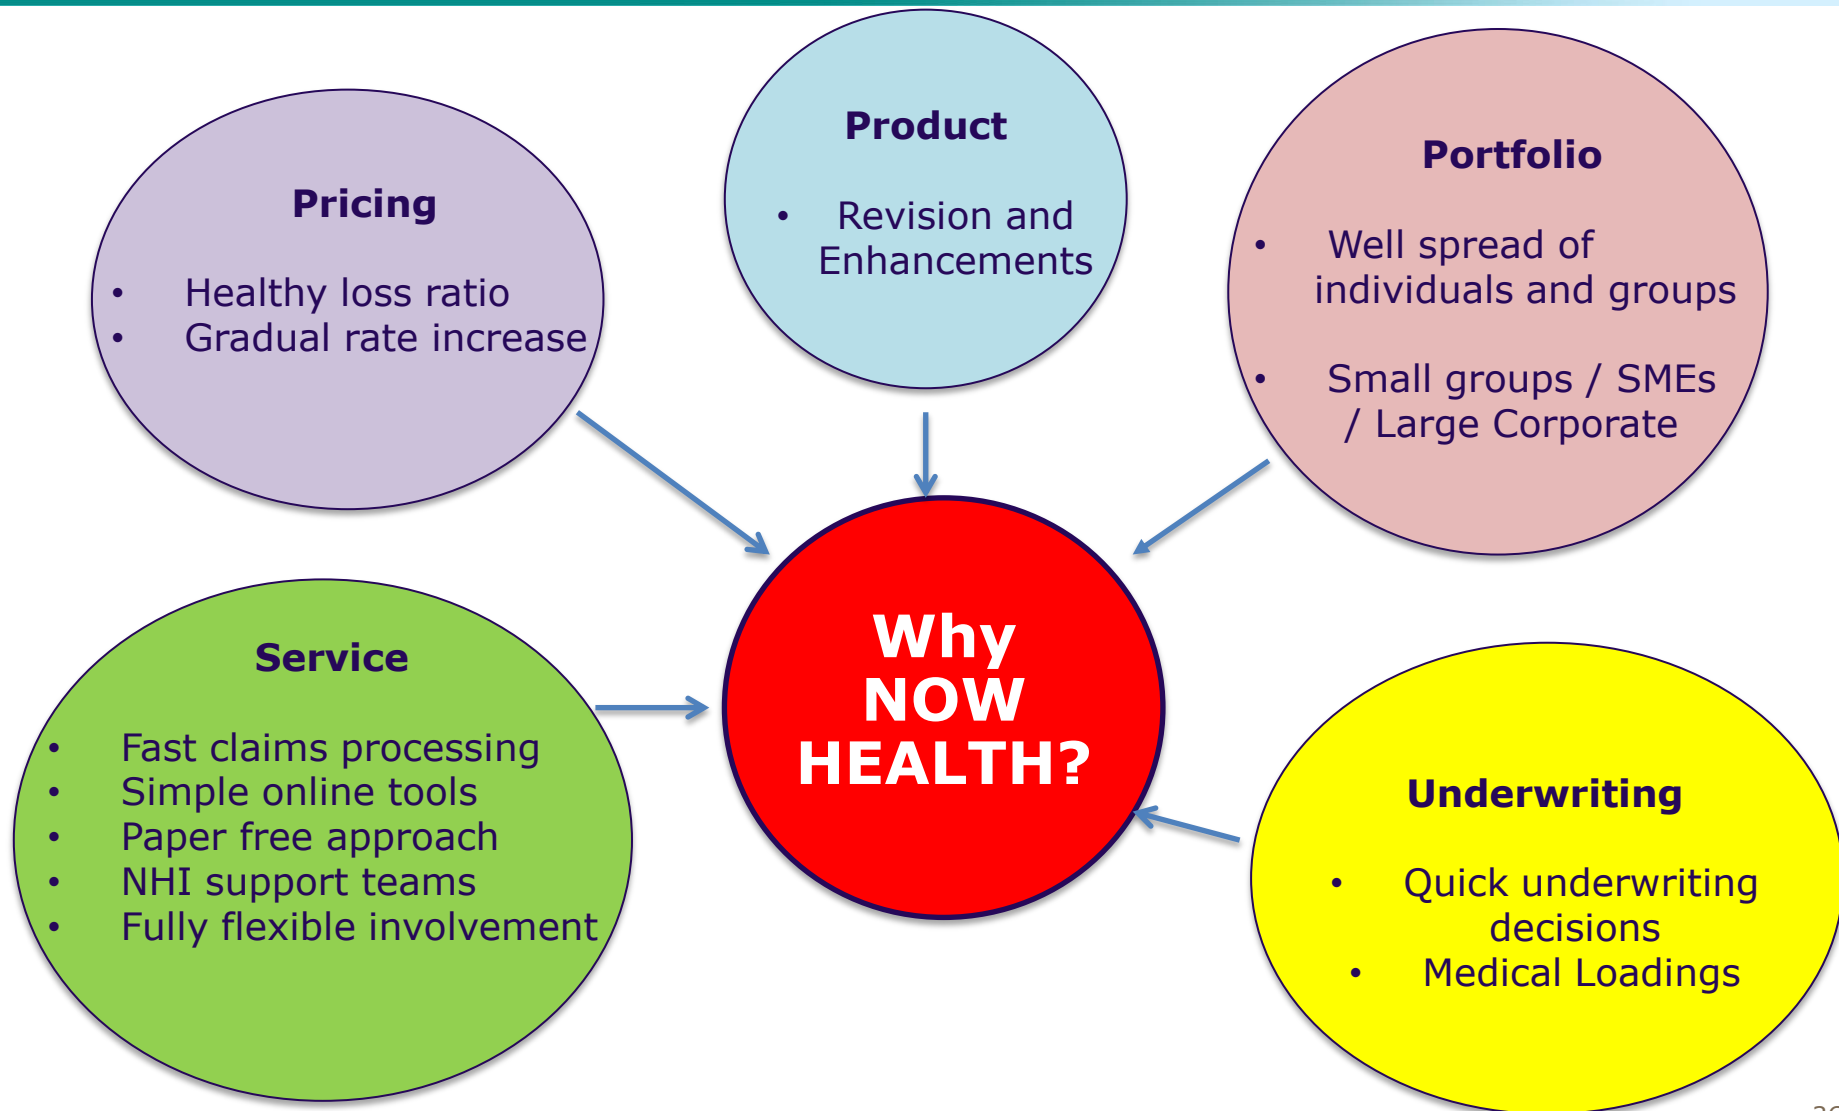 Product
• Revision and
Enhancements
Pricing
• Healthy loss ratio
• Gradual rate increase
Portfolio
• Well spread of
individuals and groups
• Small groups / SMEs
/ Large Corporate
Why
NOW
HEALTH?
Service
• Fast claims processing
• Simple online tools
• Paper free approach
• NHI support teams
• Fully flexible involvement
Underwriting
• Quick underwriting
decisions
• Medical Loadings